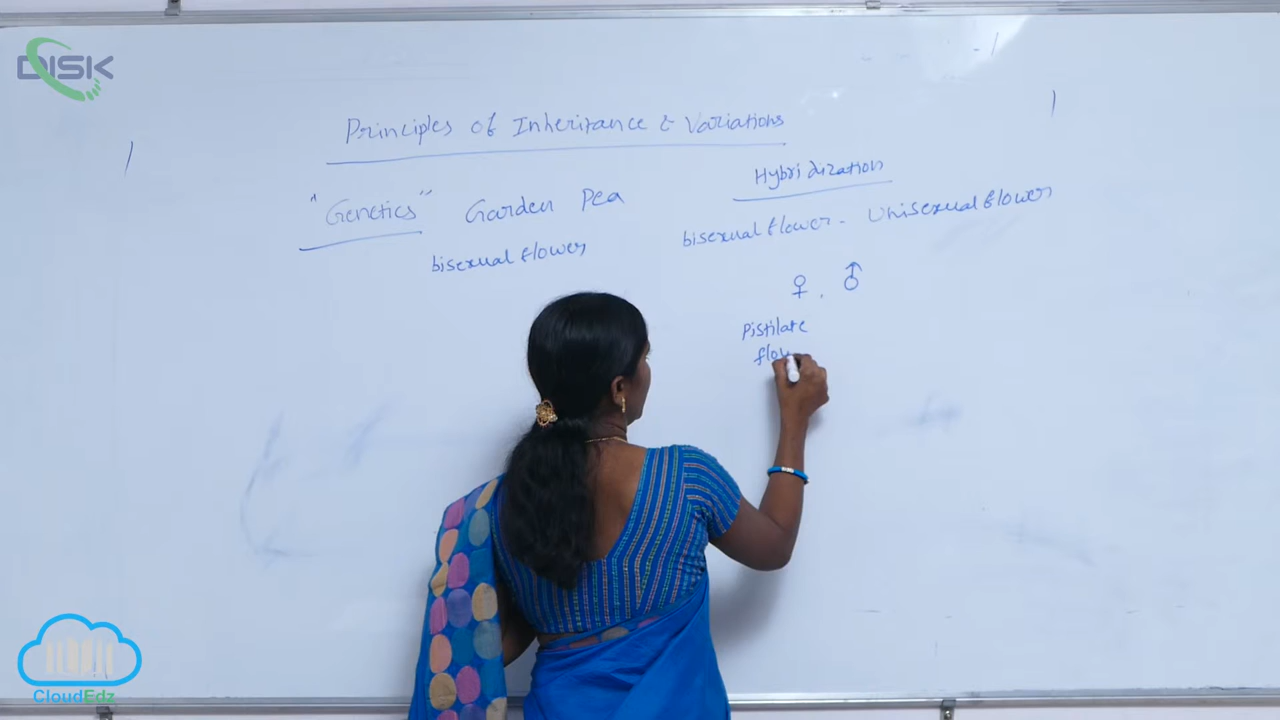 DISK
Principles of Inheritance & Variations
Hybridization
"Genetics" Garden Pea
bisexual flower - Unisexual flower
bisexual flower
♀, ♂
Pistilate
flow
CloudEdz